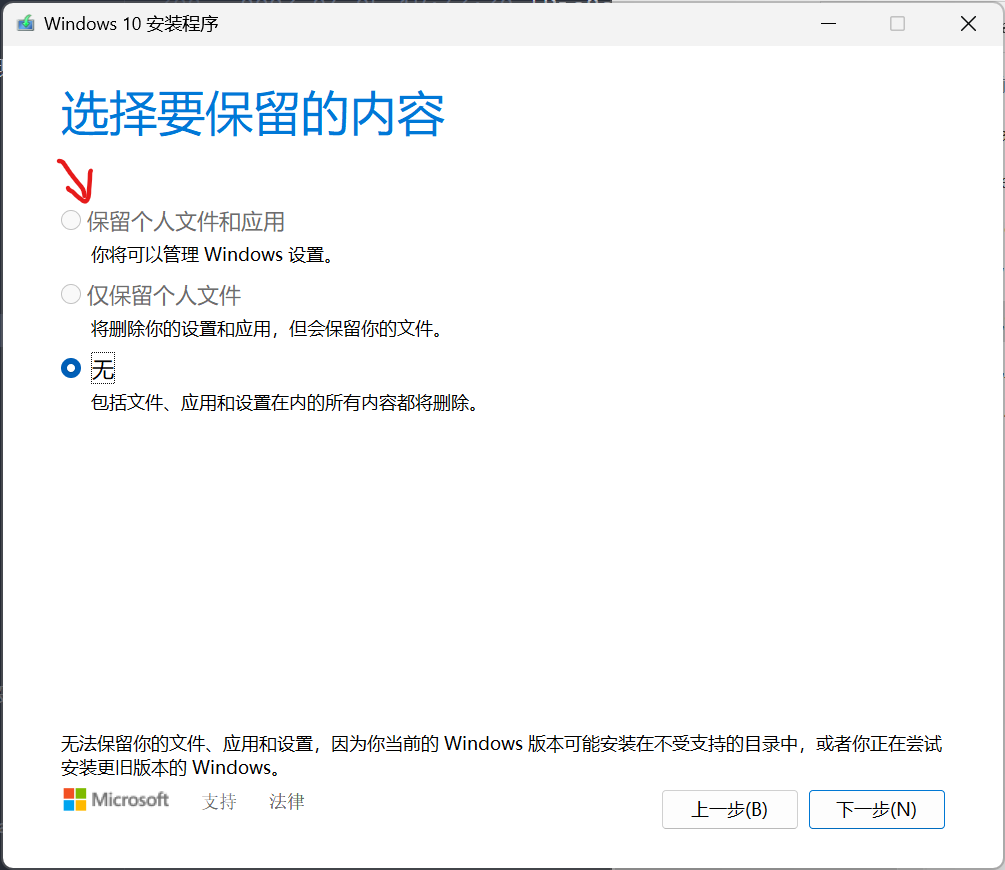 Windows 10 安装程序
选择要保留的内容
保留个人文件和应用
你将可以管理 Windows 设置。
仅保留个人文件
将删除你的设置和应用，但会保留你的文件。
无
包括文件、应用和设置在内的所有内容都将删除。
无法保留你的文件、应用和设置，因为你当前的 Windows 版本可能安装在不受支持的目录中，或者你正在尝试
安装更旧版本的 Windows。
Microsoft 支持 法律
上一步(B) 下一步(N)